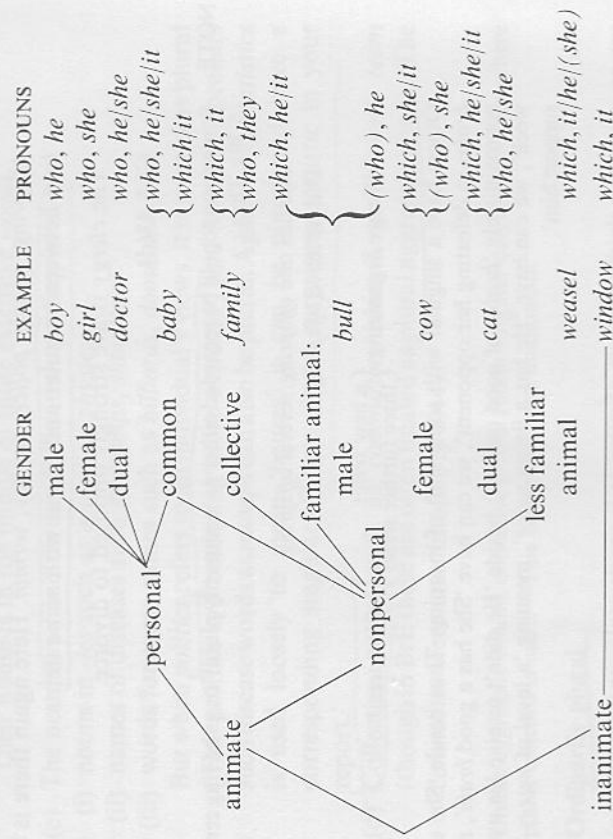 GENDER EXAMPLE PRONOUNS
male boy who, he
female girl who, she
dual doctor who, he/she
personal
common baby {who, he/she/it
which/it
animate
collective family {which, it
who, they
familiar animal: {which, he/it
male bull (who), he
nonpersonal
female cow {which, she/it
(who), she
dual cat {which, he/she/it
who, he/she
less familiar
animal weasel which, it/he/(she)
inanimate window which, it